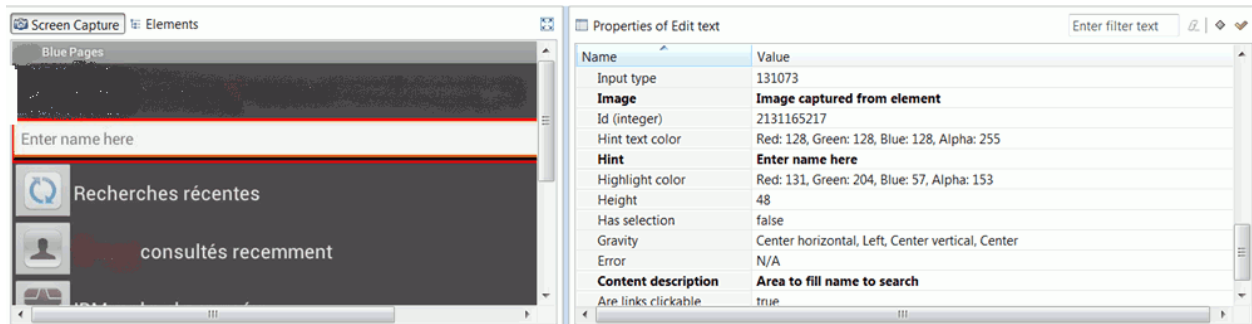 Screen Capture Elements
Blue Pages
Enter name here
Recherches récentes
consultés recemment
Properties of Edit text
Enter filter text
Name Value
Input type 131073
Image Image captured from element
Id (integer) 2131165217
Hint text color Red: 128, Green: 128, Blue: 128, Alpha: 255
Hint Enter name here
Highlight color Red: 131, Green: 204, Blue: 57, Alpha: 153
Height 48
Has selection false
Gravity Center horizontal, Left, Center vertical, Center
Error N/A
Content description Area to fill name to search
Are links clickable true